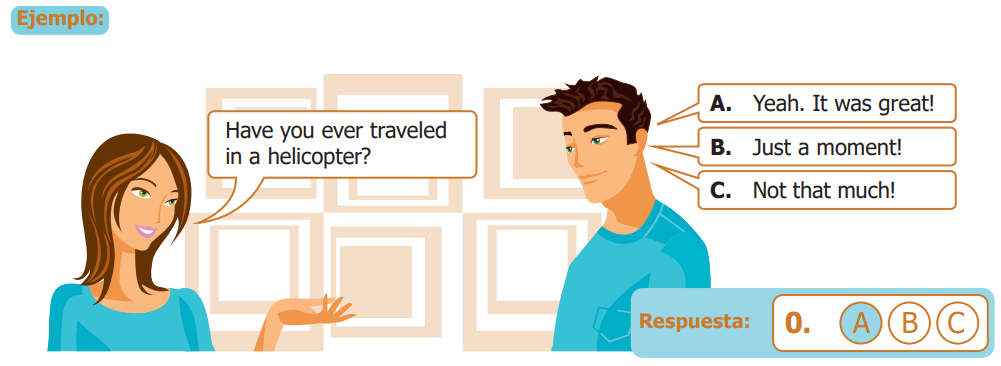 Ejemplo:
Have you ever traveled
in a helicopter?
A. Yeah. It was great!
B. Just a moment!
C. Not that much!
Respuesta: 0. A B C